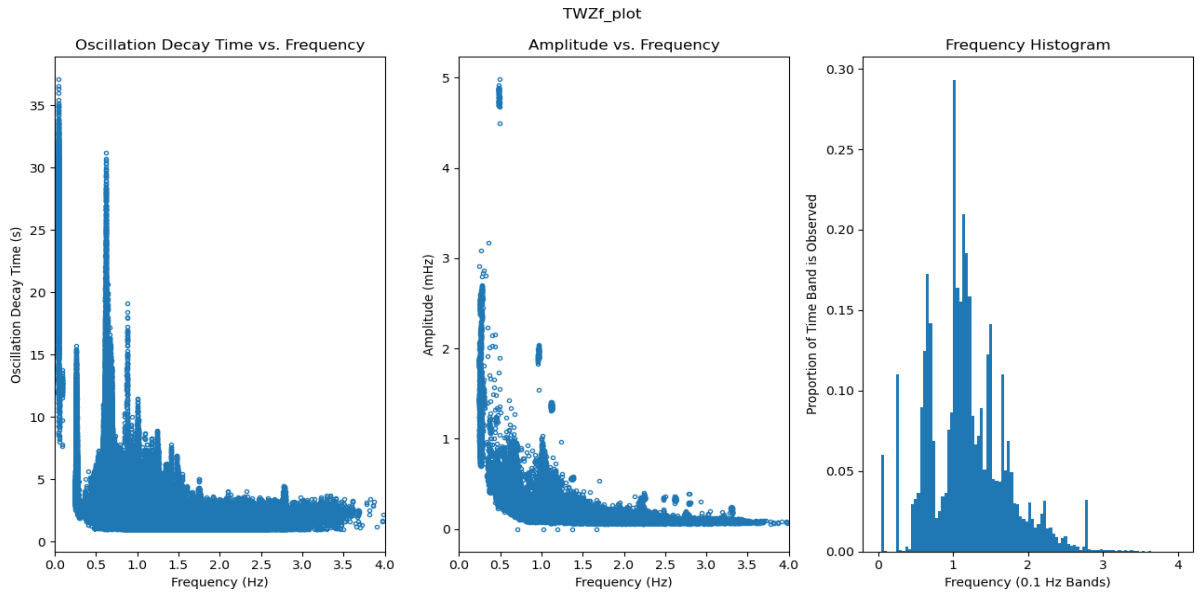 TWZf_plot
Oscillation Decay Time vs. Frequency
Oscillation Decay Time (s)
35
30
25
20
15
10
5
0
0.0 0.5 1.0 1.5 2.0 2.5 3.0 3.5 4.0
Frequency (Hz)
Amplitude vs. Frequency
Amplitude (mHz)
5
4
3
2
1
0
0.0 0.5 1.0 1.5 2.0 2.5 3.0 3.5 4.0
Frequency (Hz)
Frequency Histogram
Proportion of Time Band is Observed
0.30
0.25
0.20
0.15
0.10
0.05
0.00
0 1 2 3 4
Frequency (0.1 Hz Bands)